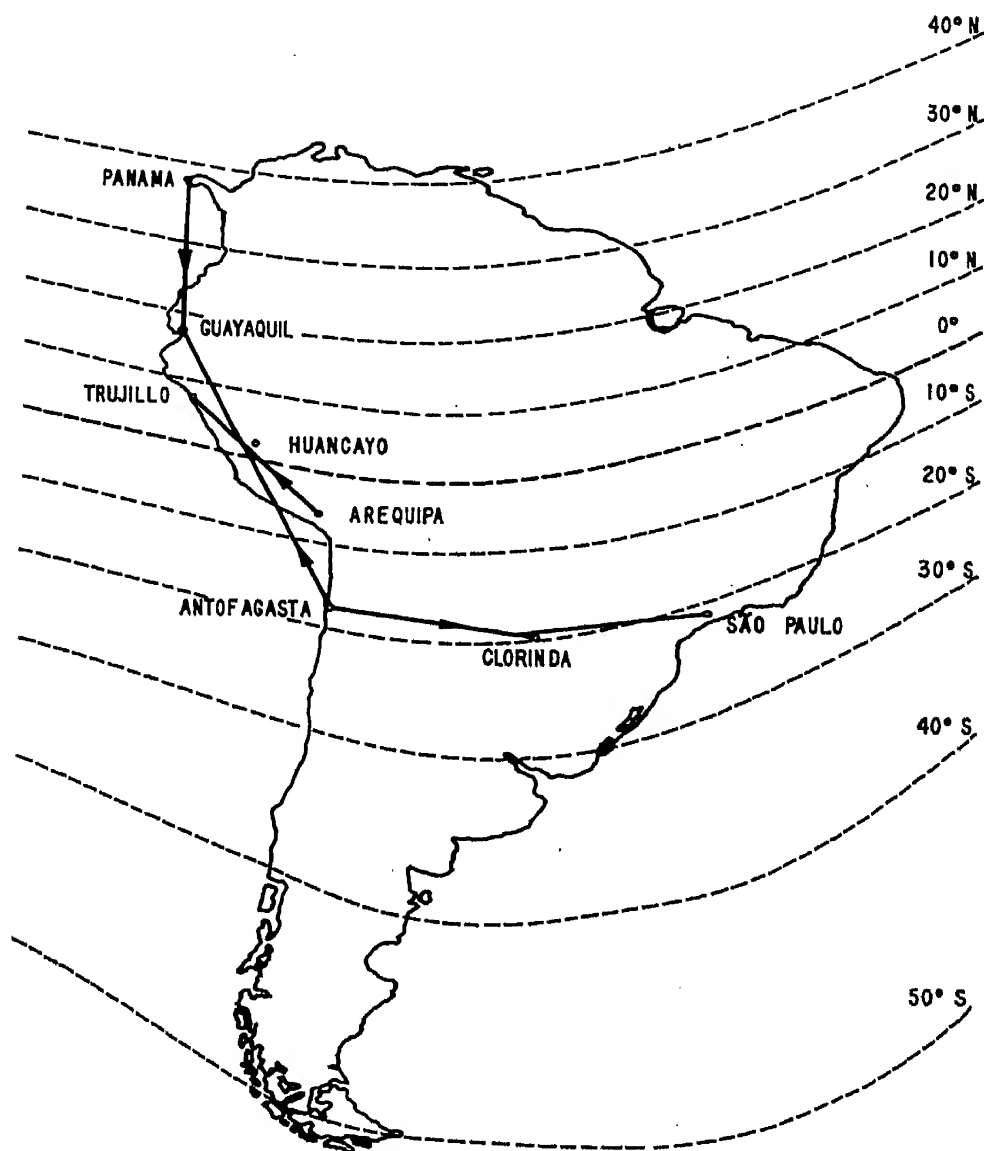 40° N
30° N
PANAMA
20° N
10° N
GUAYAQUIL
0°
TRUJILLO
10° S
HUANCAYO
20° S
AREQUIPA
30° S
ANTOFAGASTA
SÃO PAULO
CLORINDA
40° S
50° S